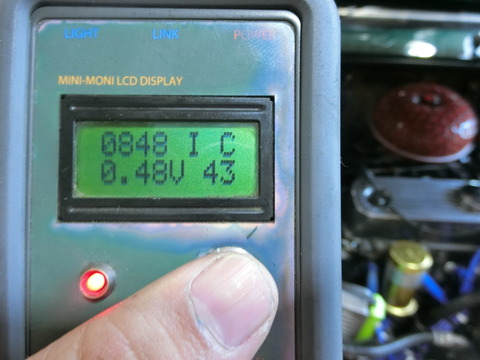 LIGHT LINK POWER
MINI-MONI LCD DISPLAY
0848 I C
0.48V 43